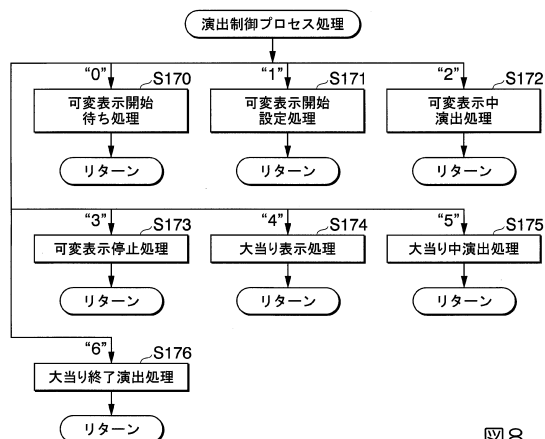 演出制御プロセス処理
“0” S170
可変表示開始
待ち処理
リターン
“1” S171
可変表示開始
設定処理
リターン
“2” S172
可変表示中
演出処理
リターン
“3” S173
可変表示停止処理
リターン
“4” S174
大当り表示処理
リターン
“5” S175
大当り中演出処理
リターン
“6” S176
大当り終了演出処理
リターン
図8